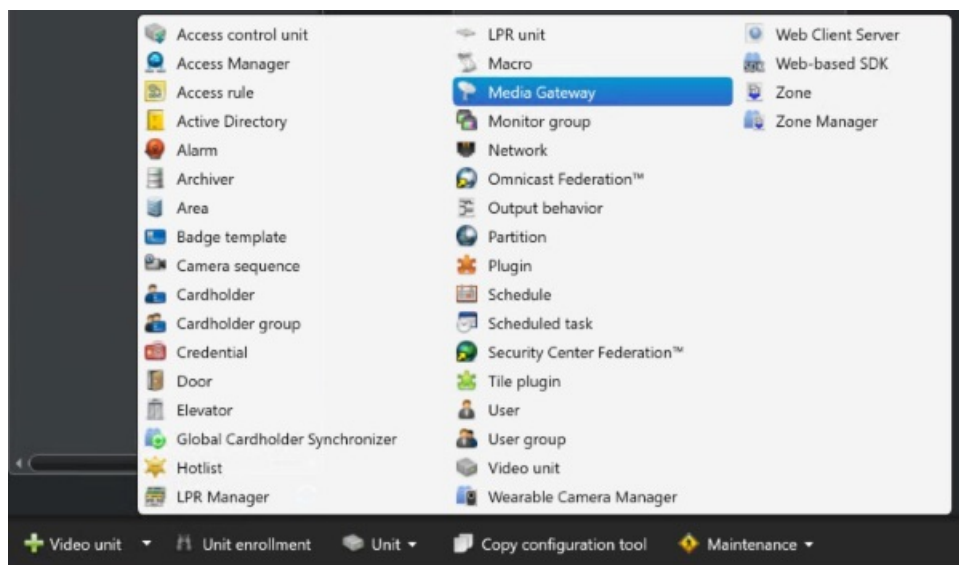 Access control unit
Access Manager
Access rule
Active Directory
Alarm
Archiver
Area
Badge template
Camera sequence
Cardholder
Cardholder group
Credential
Door
Elevator
Global Cardholder Synchronizer
Hotlist
LPR Manager
LPR unit
Macro
Media Gateway
Monitor group
Network
Omnicast Federation™
Output behavior
Partition
Plugin
Schedule
Scheduled task
Security Center Federation™
Tile plugin
User
User group
Video unit
Wearable Camera Manager
Web Client Server
Web-based SDK
Zone
Zone Manager
Video unit Unit enrollment Unit Copy configuration tool Maintenance